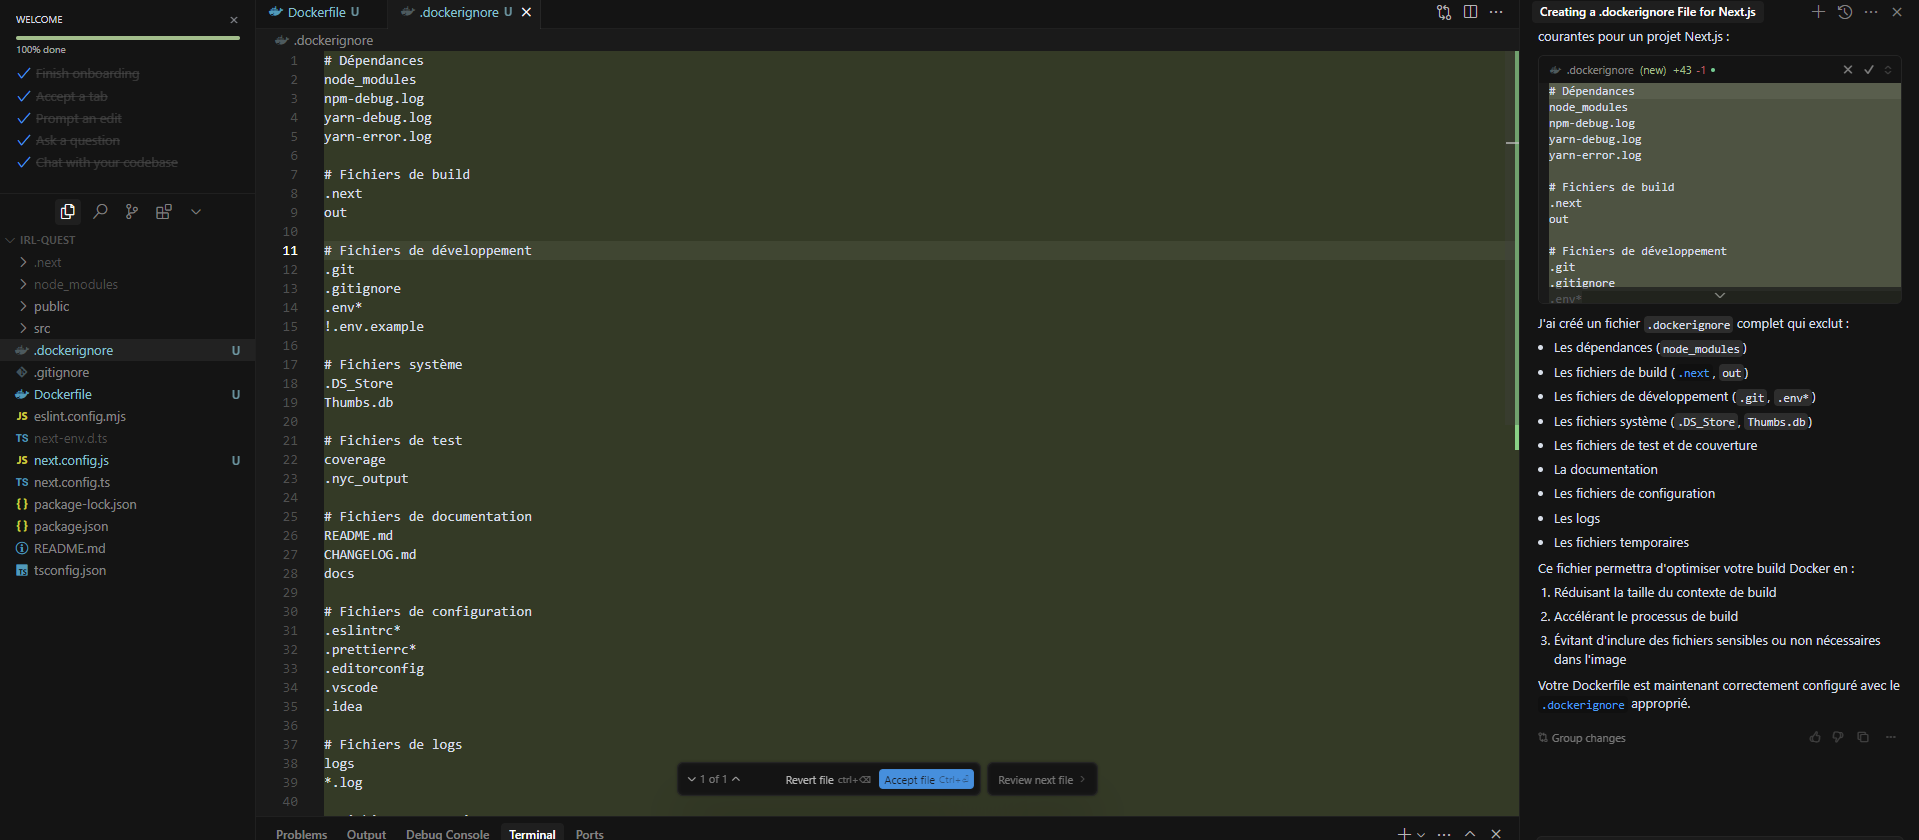 WELCOME
100% done
Finish onboarding
Accept a tab
Prompt an edit
Ask a question
Chat with your codebase
IRL-QUEST
.next
node_modules
public
src
.dockerignore U
.gitignore
Dockerfile U
JS eslint.config.mjs
TS next-env.d.ts
JS next.config.js U
TS next.config.ts
{} package-lock.json
{} package.json
README.md
TS tsconfig.json
Dockerfile U
.dockerignore U
.dockerignore
1 # Dépendances
2 node_modules
3 npm-debug.log
4 yarn-debug.log
5 yarn-error.log
6
7 # Fichiers de build
8 .next
9 out
10
11 # Fichiers de développement
12 .git
13 .gitignore
14 .env*
15 !.env.example
16
17 # Fichiers système
18 .DS_Store
19 Thumbs.db
20
21 # Fichiers de test
22 coverage
23 .nyc_output
24
25 # Fichiers de documentation
26 README.md
27 CHANGELOG.md
28 docs
29
30 # Fichiers de configuration
31 .eslintrc*
32 .prettierrc*
33 .editorconfig
34 .vscode
35 .idea
36
37 # Fichiers de logs
38 logs
39 *.log
40
1 of 1
Revert file ctrl+⌫
Accept file Ctrl+⏎
Review next file
Problems Output Debug Console Terminal Ports
Creating a .dockerignore File for Next.js
courantes pour un projet Next.js :
.dockerignore (new) +43 -1
# Dépendances
node_modules
npm-debug.log
yarn-debug.log
yarn-error.log
# Fichiers de build
.next
out
# Fichiers de développement
.git
.gitignore
.env*
J'ai créé un fichier .dockerignore complet qui exclut :
• Les dépendances (node_modules)
• Les fichiers de build (.next, out)
• Les fichiers de développement (.git, .env*)
• Les fichiers système (.DS_Store, Thumbs.db)
• Les fichiers de test et de couverture
• La documentation
• Les fichiers de configuration
• Les logs
• Les fichiers temporaires
Ce fichier permettra d'optimiser votre build Docker en :
1. Réduisant la taille du contexte de build
2. Accélérant le processus de build
3. Évitant d'inclure des fichiers sensibles ou non nécessaires
dans l'image
Votre Dockerfile est maintenant correctement configuré avec le
.dockerignore approprié.
Group changes